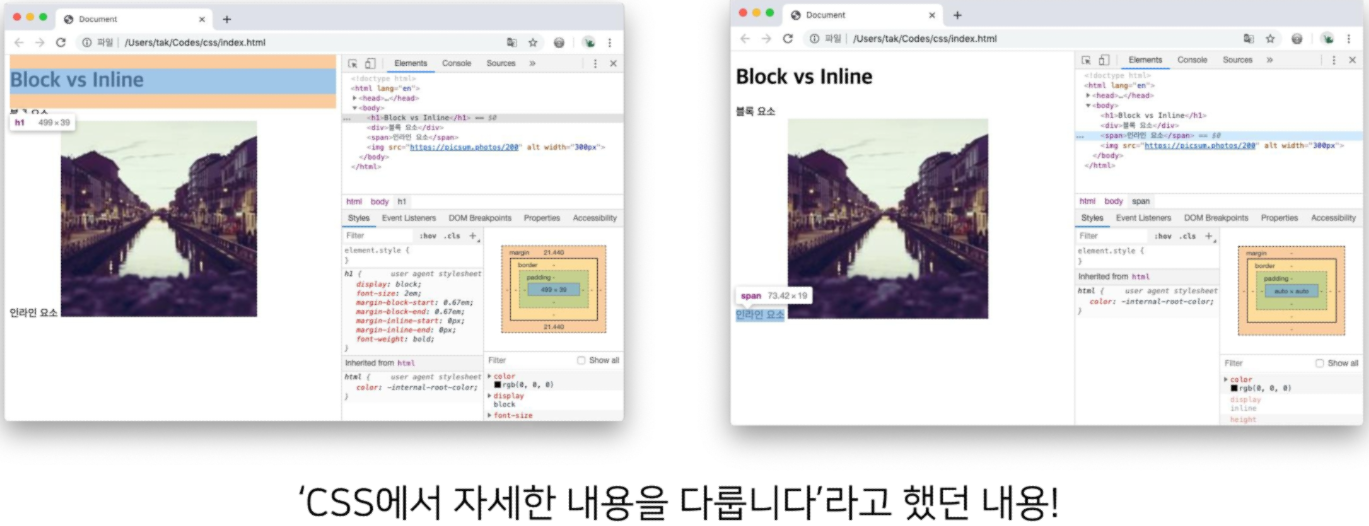 Document × +
파일 /Users/tak/Codes/css/index.html
Block vs Inline
h1 499 × 39
인라인 요소
Elements Console Sources » ⋮ ×
<!doctype html>
<html lang="en">
▶<head>…</head>
▼<body>
… <h1>Block vs Inline</h1> == $0
<div>블록 요소</div>
<span>인라인 요소</span>
<img src="https://picsum.photos/200" alt width="300px">
</body>
</html>
html body h1
Styles Event Listeners DOM Breakpoints Properties Accessibility
Filter :hov .cls +
element.style {
}
h1 { user agent stylesheet
display: block;
font-size: 2em;
margin-block-start: 0.67em;
margin-block-end: 0.67em;
margin-inline-start: 0px;
margin-inline-end: 0px;
font-weight: bold;
}
Inherited from html
html { user agent stylesheet
color: -internal-root-color;
}
margin 21.440
border -
padding -
499 × 39
-
-
21.440
Filter Show all
▶ color
rgb(0, 0, 0)
▶ display
block
▶ font-size
Document × +
파일 /Users/tak/Codes/css/index.html
Block vs Inline
블록 요소
span 73.42 × 19
인라인 요소
Elements Console Sources » ⋮ ×
<!doctype html>
<html lang="en">
▶<head>…</head>
▼<body>
<h1>Block vs Inline</h1>
<div>블록 요소</div>
… <span>인라인 요소</span> == $0
<img src="https://picsum.photos/200" alt width="300px">
</body>
</html>
html body span
Styles Event Listeners DOM Breakpoints Properties Accessibility
Filter :hov .cls +
element.style {
}
Inherited from html
html { user agent stylesheet
color: -internal-root-color;
}
margin -
border -
padding -
auto × auto
-
-
-
Filter Show all
▶ color
rgb(0, 0, 0)
display
inline
height
‘CSS에서 자세한 내용을 다룹니다’라고 했던 내용!